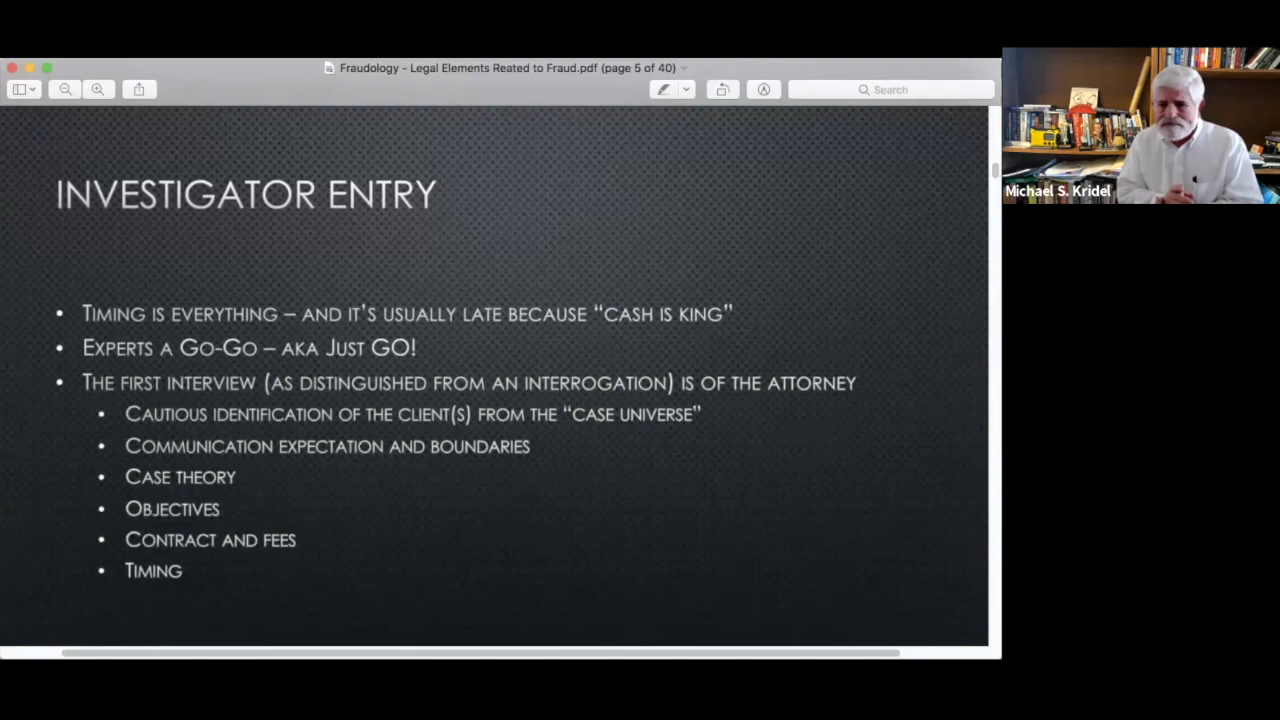 Fraudology - Legal Elements Reated to Fraud.pdf (page 5 of 40)
Search
INVESTIGATOR ENTRY
• TIMING IS EVERYTHING – AND IT'S USUALLY LATE BECAUSE “CASH IS KING”
• EXPERTS A GO-GO – AKA JUST GO!
• THE FIRST INTERVIEW (AS DISTINGUISHED FROM AN INTERROGATION) IS OF THE ATTORNEY
• CAUTIOUS IDENTIFICATION OF THE CLIENT(S) FROM THE “CASE UNIVERSE”
• COMMUNICATION EXPECTATION AND BOUNDARIES
• CASE THEORY
• OBJECTIVES
• CONTRACT AND FEES
• TIMING
Michael S. Kridel